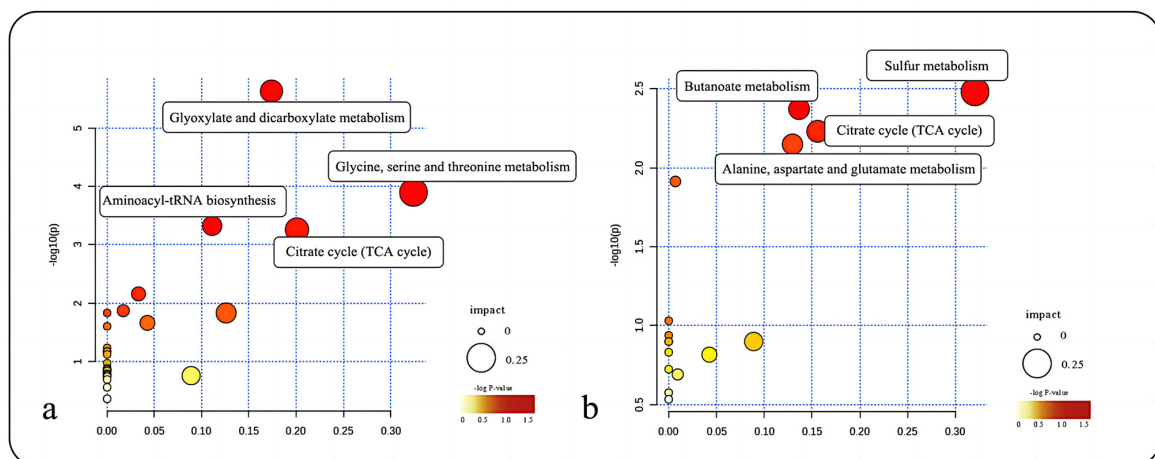 Glyoxylate and dicarboxylate metabolism
Glycine, serine and threonine metabolism
Aminoacyl-tRNA biosynthesis
Citrate cycle (TCA cycle)
-log10(p)
5
4
3
2
1
0.00 0.05 0.10 0.15 0.20 0.25 0.30
impact
0
0.25
-log P-value
0 0.5 1 1.5
a
Sulfur metabolism
Butanoate metabolism
Citrate cycle (TCA cycle)
Alanine, aspartate and glutamate metabolism
-log10(p)
2.5
2.0
1.5
1.0
0.5
0.00 0.05 0.10 0.15 0.20 0.25 0.30
impact
0
0.25
-log P-value
0 0.5 1 1.5
b